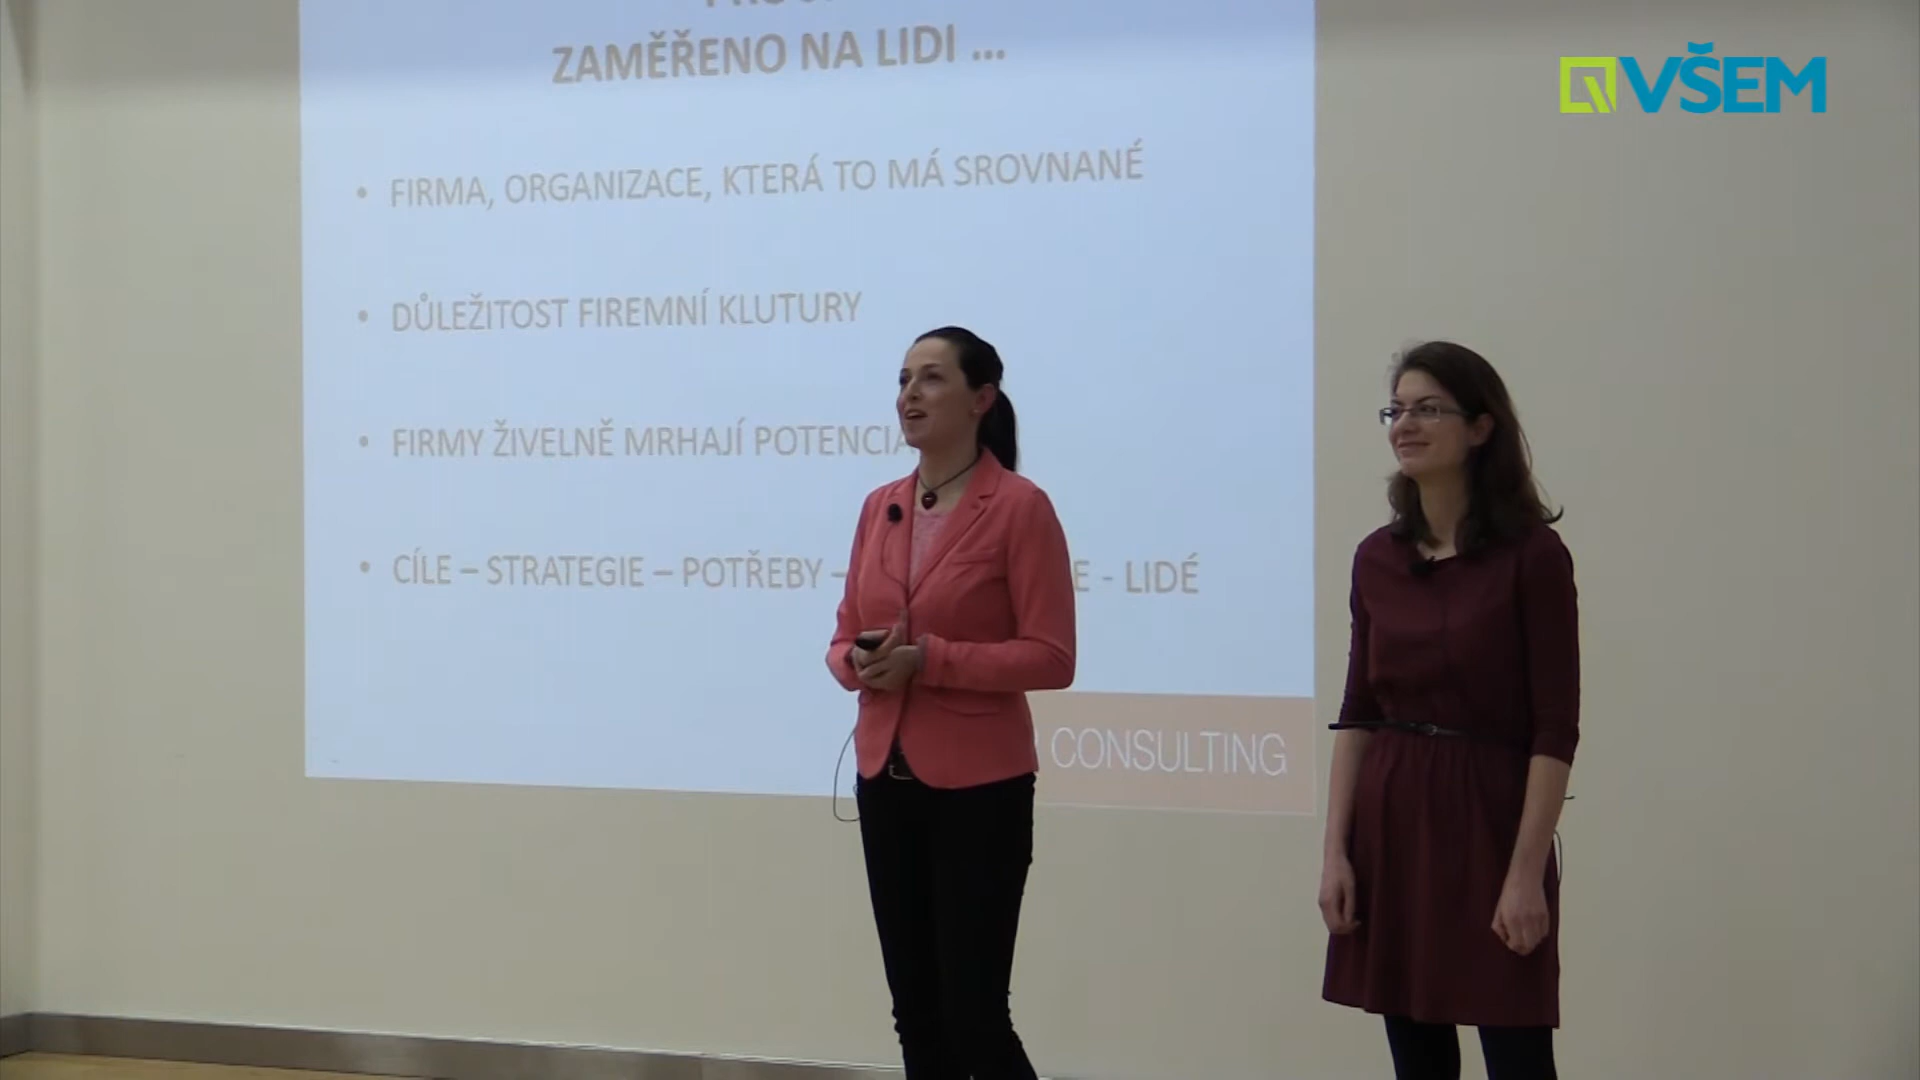 ZAMĚŘENO NA LIDI ...
VŠEM
• FIRMA, ORGANIZACE, KTERÁ TO MÁ SROVNANÉ
• DŮLEŽITOST FIREMNÍ KLUTURY
• FIRMY ŽIVELNĚ MRHAJÍ
• CÍLE – STRATEGIE – POTŘEBY – - LIDÉ
CONSULTING